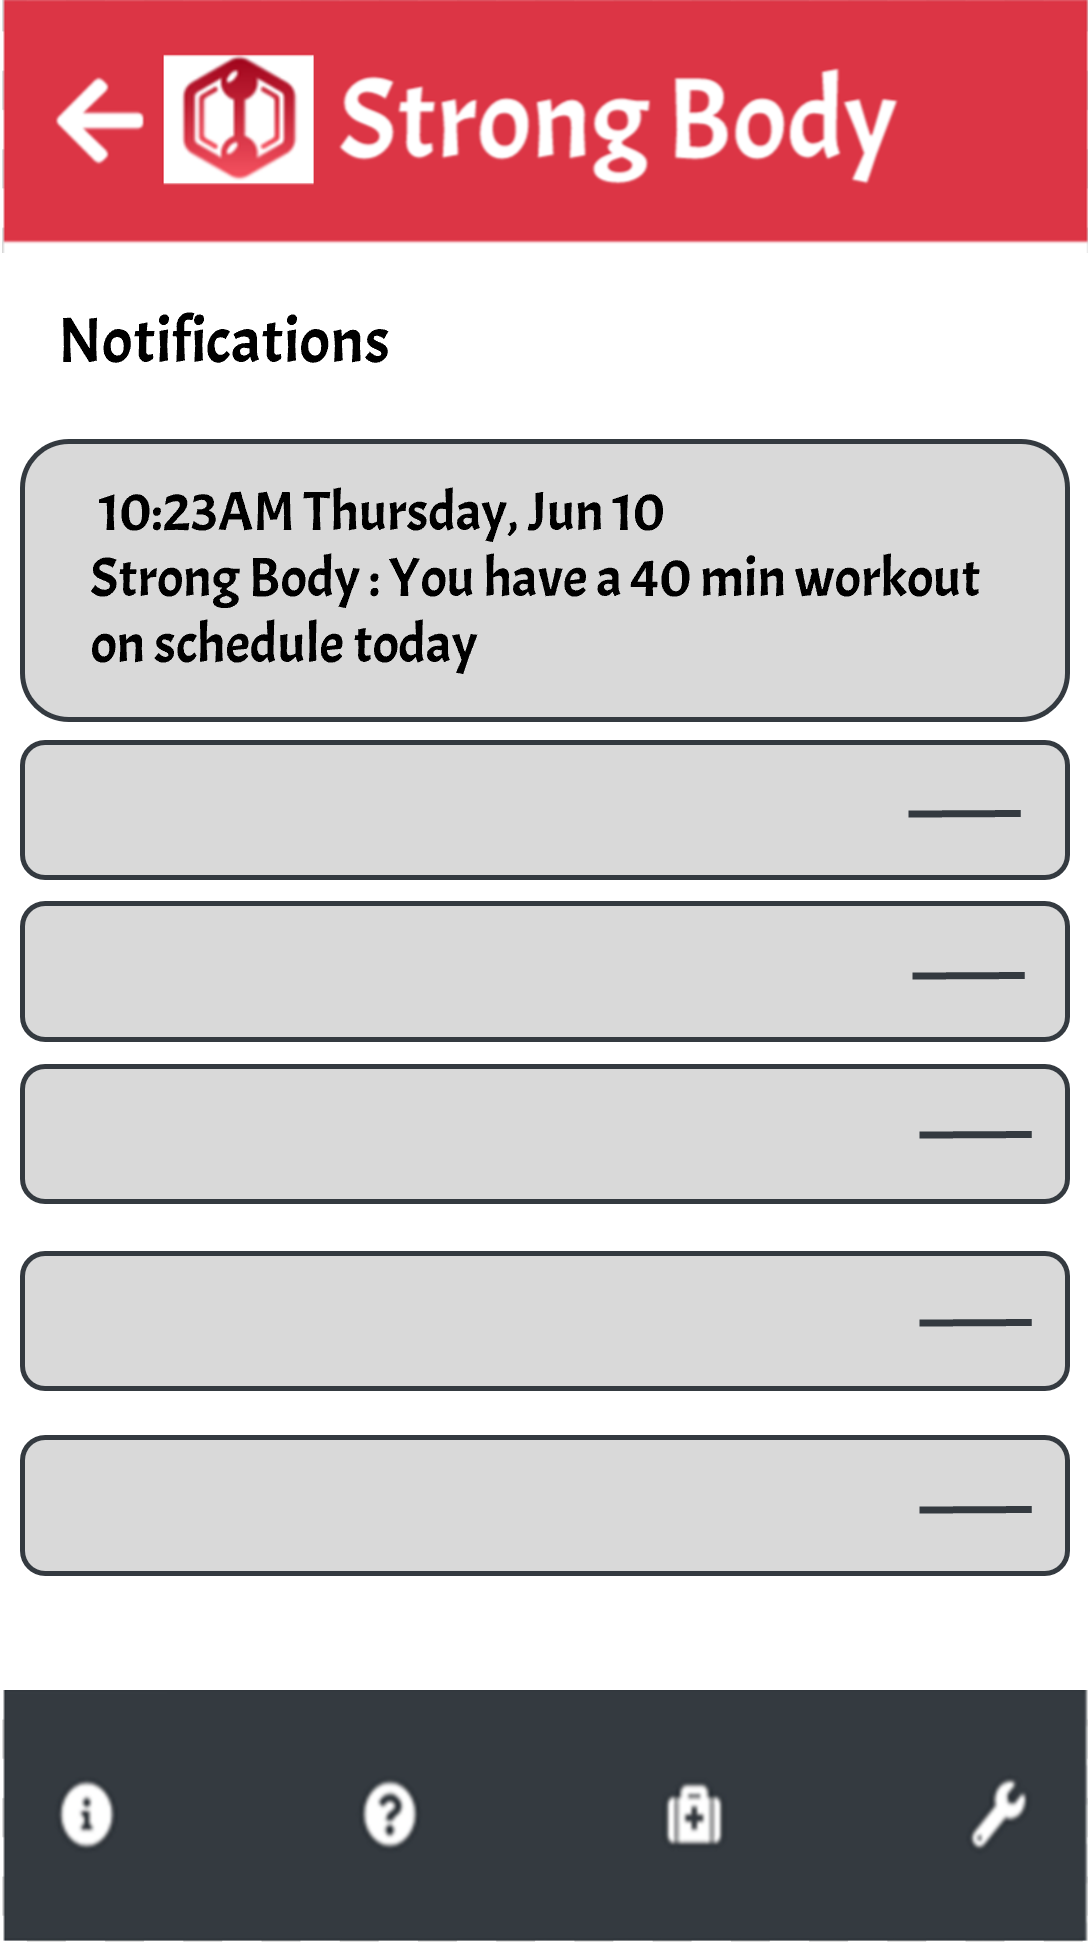 Strong Body
Notifications
10:23AM Thursday, Jun 10
Strong Body : You have a 40 min workout
on schedule today